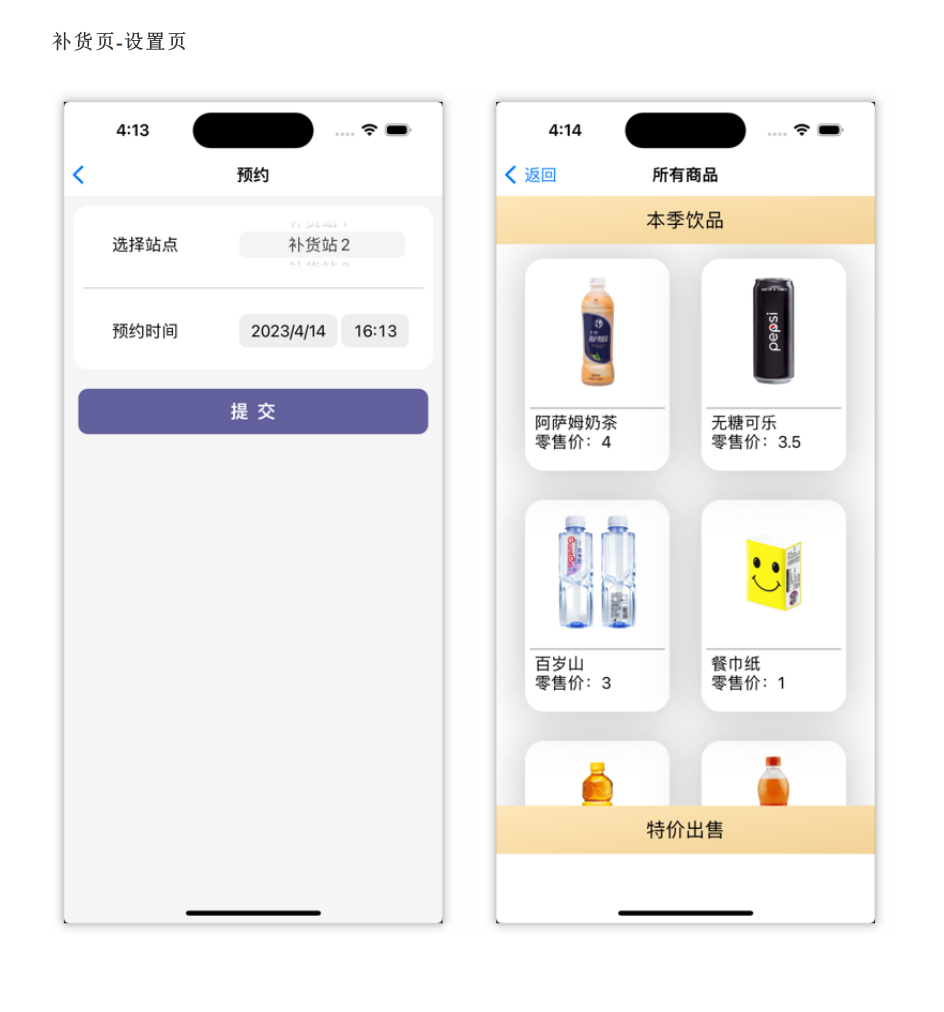 补货页-设置页
4:13
预约
选择站点
补货站 1
补货站 2
预约时间
2023/4/14 16:13
提 交
4:14
返回
所有商品
本季饮品
pepsi
阿萨姆奶茶
零售价：4
无糖可乐
零售价：3.5
百岁山
零售价：3
餐巾纸
零售价：1
特价出售